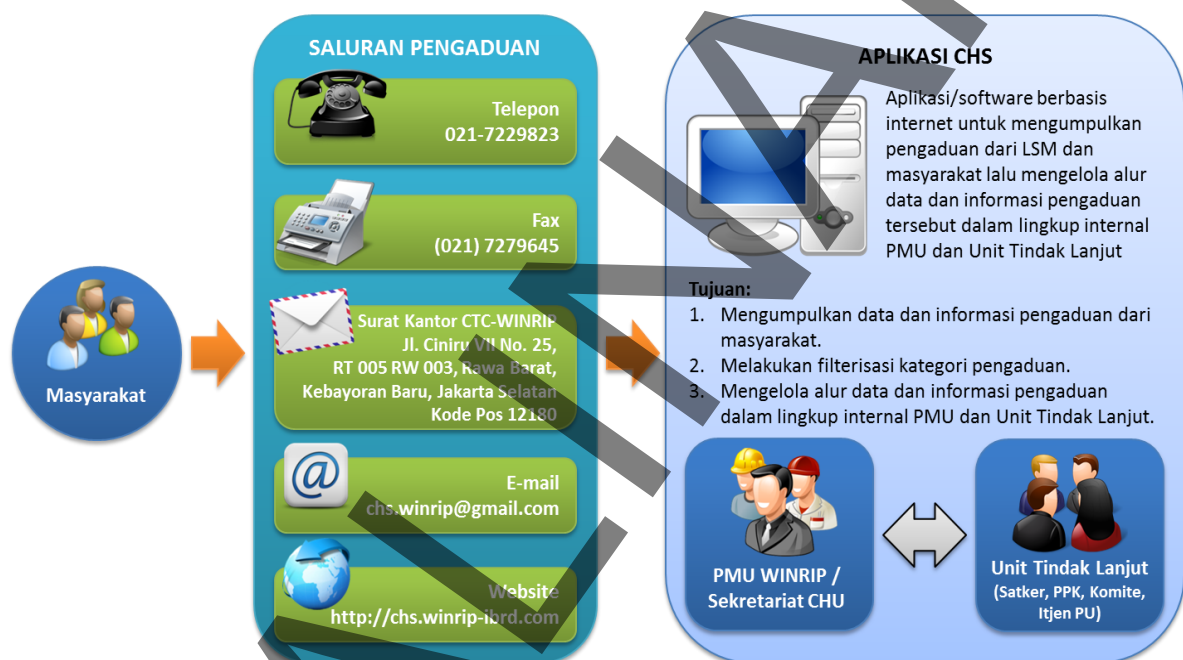 SALURAN PENGADUAN
Telepon
021-7229823
Fax
(021) 7279645
Surat Kantor CTC-WINRIP
Jl. Ciniru VII No. 25,
RT 005 RW 003, Rawa Barat,
Kebayoran Baru, Jakarta Selatan
Kode Pos 12180
E-mail
chs.winrip@gmail.com
Website
http://chs.winrip-ibrd.com
Masyarakat
APLIKASI CHS
Aplikasi/software berbasis
internet untuk mengumpulkan
pengaduan dari LSM dan
masyarakat lalu mengelola alur
data dan informasi pengaduan
tersebut dalam lingkup internal
PMU dan Unit Tindak Lanjut
Tujuan:
1. Mengumpulkan data dan informasi pengaduan dari
masyarakat.
2. Melakukan filterisasi kategori pengaduan.
3. Mengelola alur data dan informasi pengaduan
dalam lingkup internal PMU dan Unit Tindak Lanjut.
PMU WINRIP /
Sekretariat CHU
Unit Tindak Lanjut
(Satker, PPK, Komite,
Itjen PU)